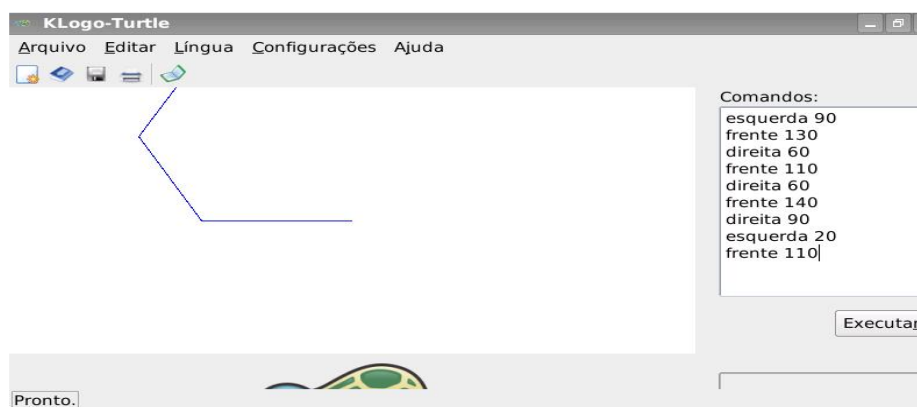 KLogo-Turtle
Arquivo Editar Língua Configurações Ajuda
Comandos:
esquerda 90
frente 130
direita 60
frente 110
direita 60
frente 140
direita 90
esquerda 20
frente 110
Executar
Pronto.